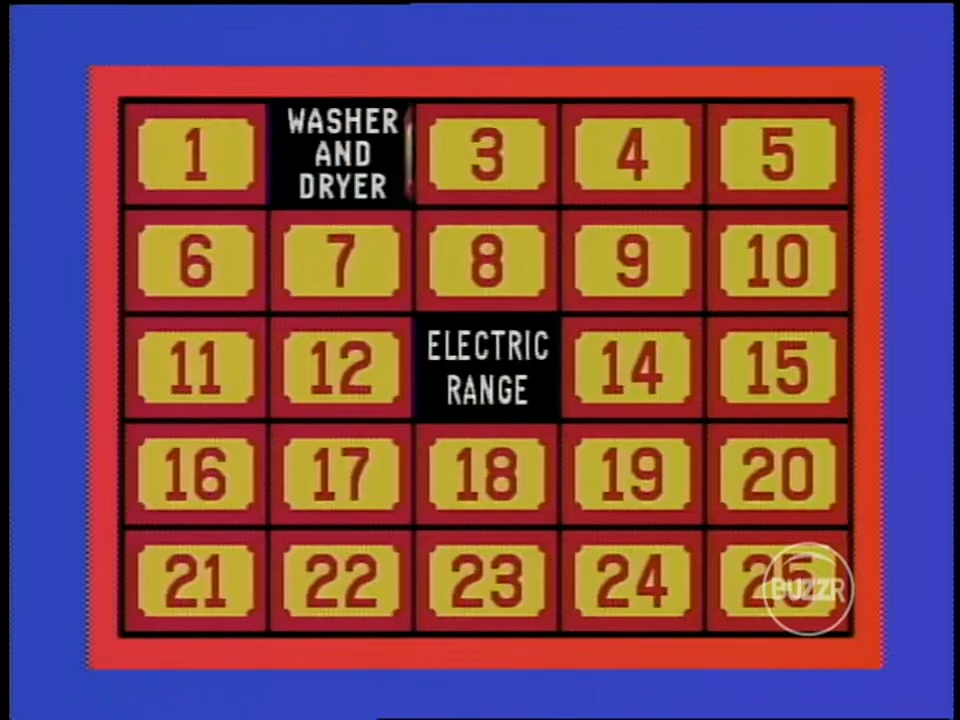 1 WASHER AND DRYER 3 4 5
6 7 8 9 10
11 12 ELECTRIC RANGE 14 15
16 17 18 19 20
21 22 23 24 25
BUZZR